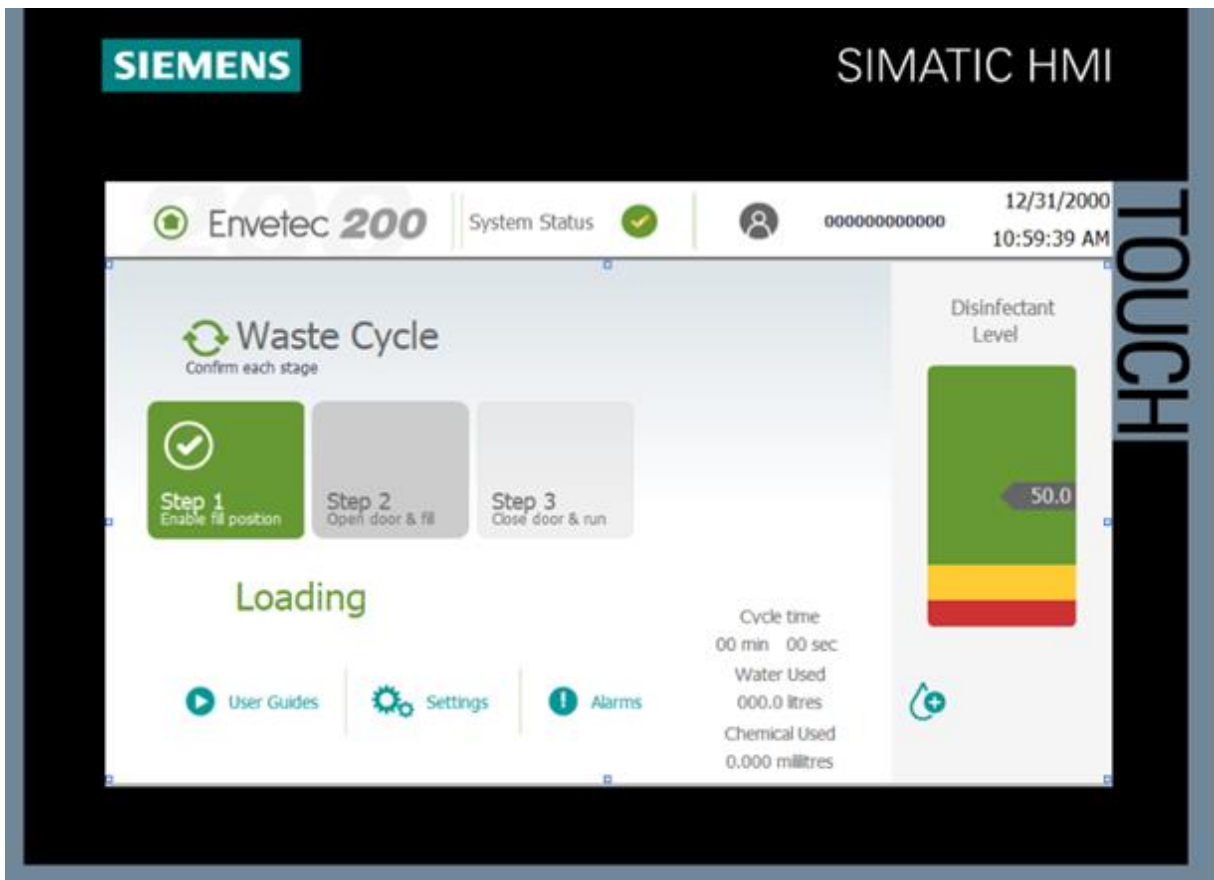 SIEMENS
SIMATIC HMI
TOUCH
Envetec 200
System Status
000000000000
12/31/2000
10:59:39 AM
200
Waste Cycle
Confirm each stage
Step 1
Enable fill position
Step 2
Open door & fill
Step 3
Close door & run
Loading
User Guides
Settings
Alarms
Cycle time
00 min 00 sec
Water Used
000.0 litres
Chemical Used
0.000 millitres
Disinfectant
Level
50.0